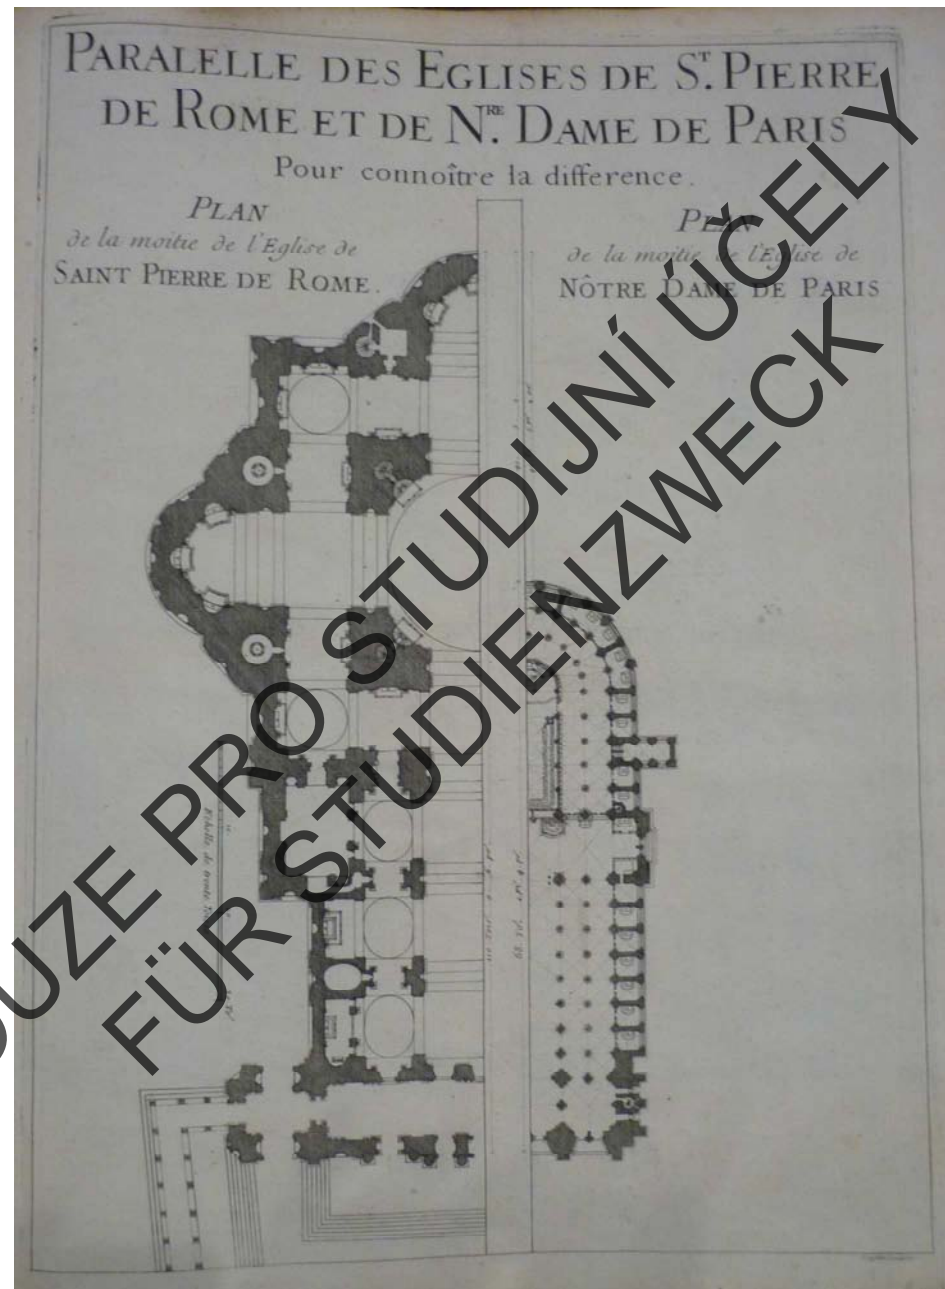 PARALELLE DES EGLISES DE S.T PIERRE
DE ROME ET DE N.RE DAME DE PARIS
Pour connoître la difference.
PLAN
de la moitie de l'Eglise de
SAINT PIERRE DE ROME.
PLAN
de la moitie de l'Eglise de
NÔTRE DAME DE PARIS
OUZE PRO STUDIJNÍ ÚČELY
FÜR STUDIENZWECK